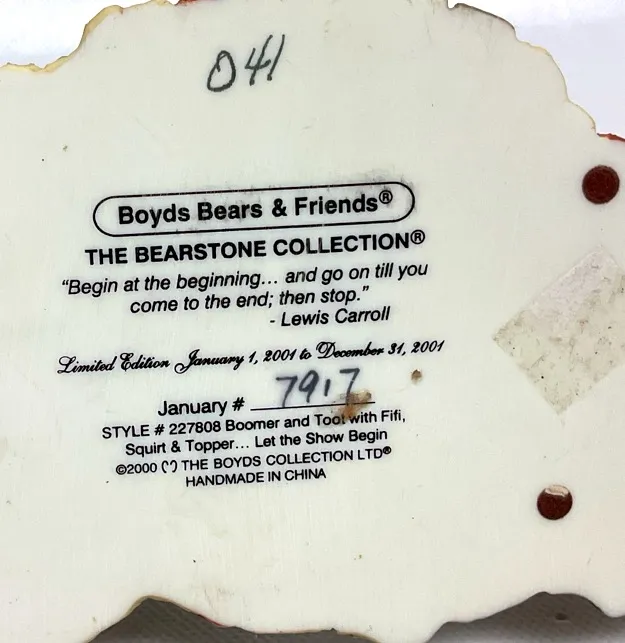 041
Boyds Bears & Friends®
THE BEARSTONE COLLECTION®
“Begin at the beginning... and go on till you
come to the end; then stop.”
- Lewis Carroll
Limited Edition January 1, 2001 to December 31, 2001
January # 7917
STYLE # 227808 Boomer and Toot with Fifi,
Squirt & Topper... Let the Show Begin
©2000 THE BOYDS COLLECTION LTD®
HANDMADE IN CHINA